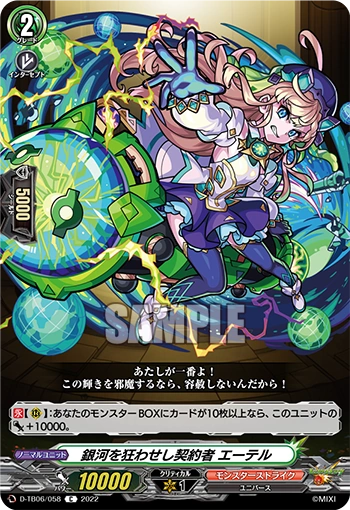 2
グレード
インターセプト
5000
シールド
SAMPLE
あたしが一番よ!
この輝きを邪魔するなら、容赦しないんだから!
永【R】:あなたのモンスターBOXにカードが10枚以上なら、このユニットの
+10000。
ノーマルユニット
銀河を狂わせし契約者 エーテル
パワー 10000
クリティカル
1
モンスターストライク
ユニバース
D-TB06/058 C 2022
©MIXI